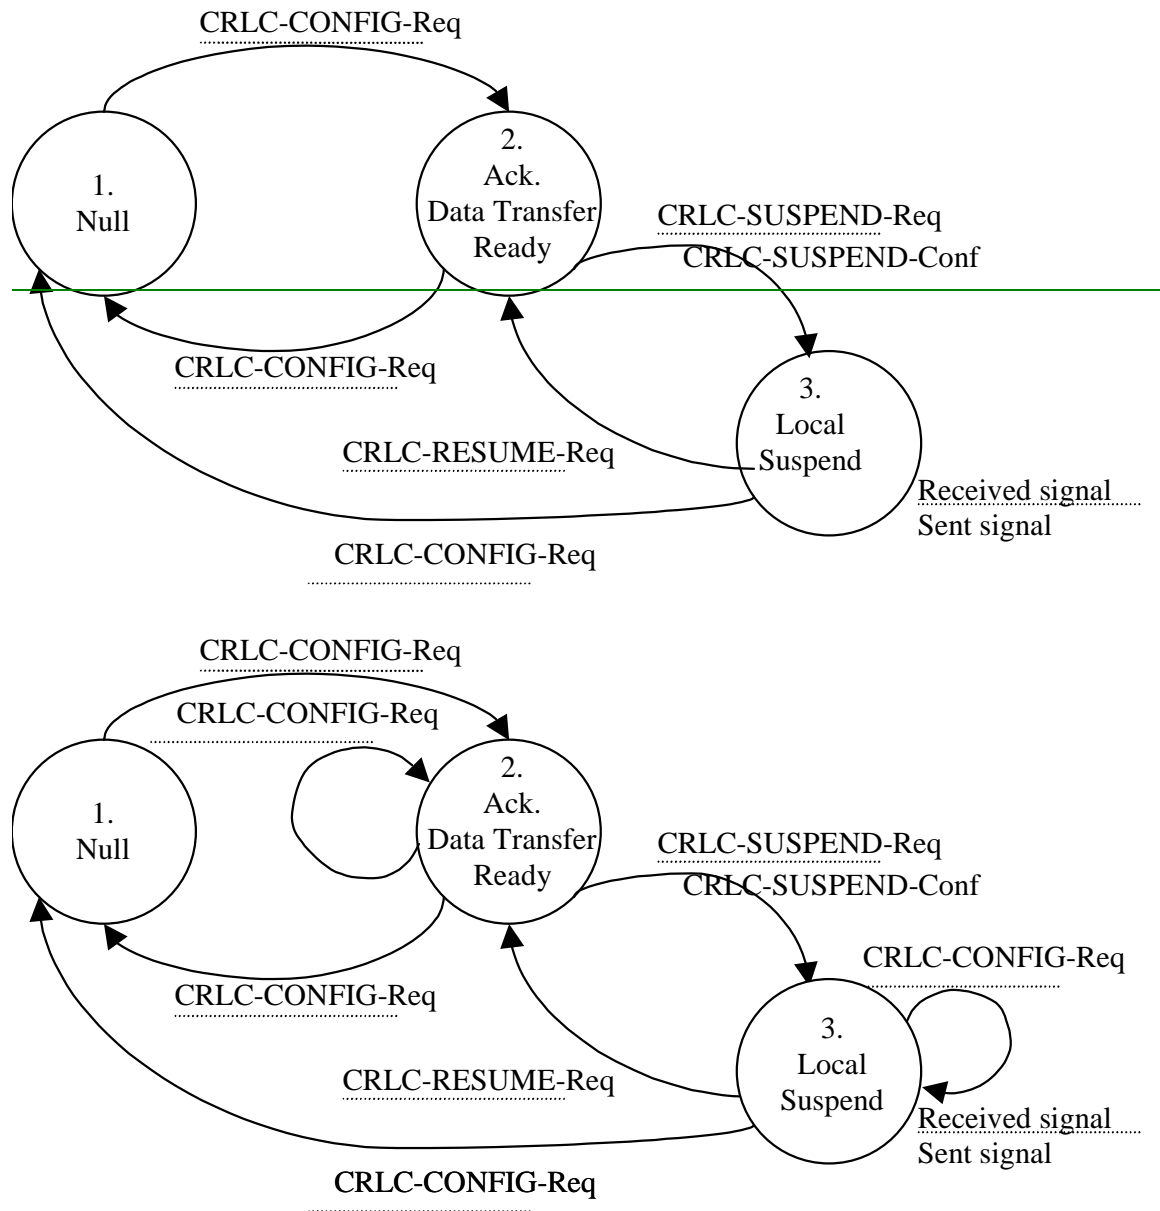 CRLC-CONFIG-Req
1.
Null
2.
Ack.
Data Transfer
Ready
CRLC-SUSPEND-Req
CRLC-SUSPEND-Conf
CRLC-CONFIG-Req
3.
Local
Suspend
CRLC-RESUME-Req
Received signal
Sent signal
CRLC-CONFIG-Req
CRLC-CONFIG-Req
CRLC-CONFIG-Req
1.
Null
2.
Ack.
Data Transfer
Ready
CRLC-SUSPEND-Req
CRLC-SUSPEND-Conf
CRLC-CONFIG-Req
CRLC-CONFIG-Req
3.
Local
Suspend
CRLC-RESUME-Req
Received signal
Sent signal
CRLC-CONFIG-Req